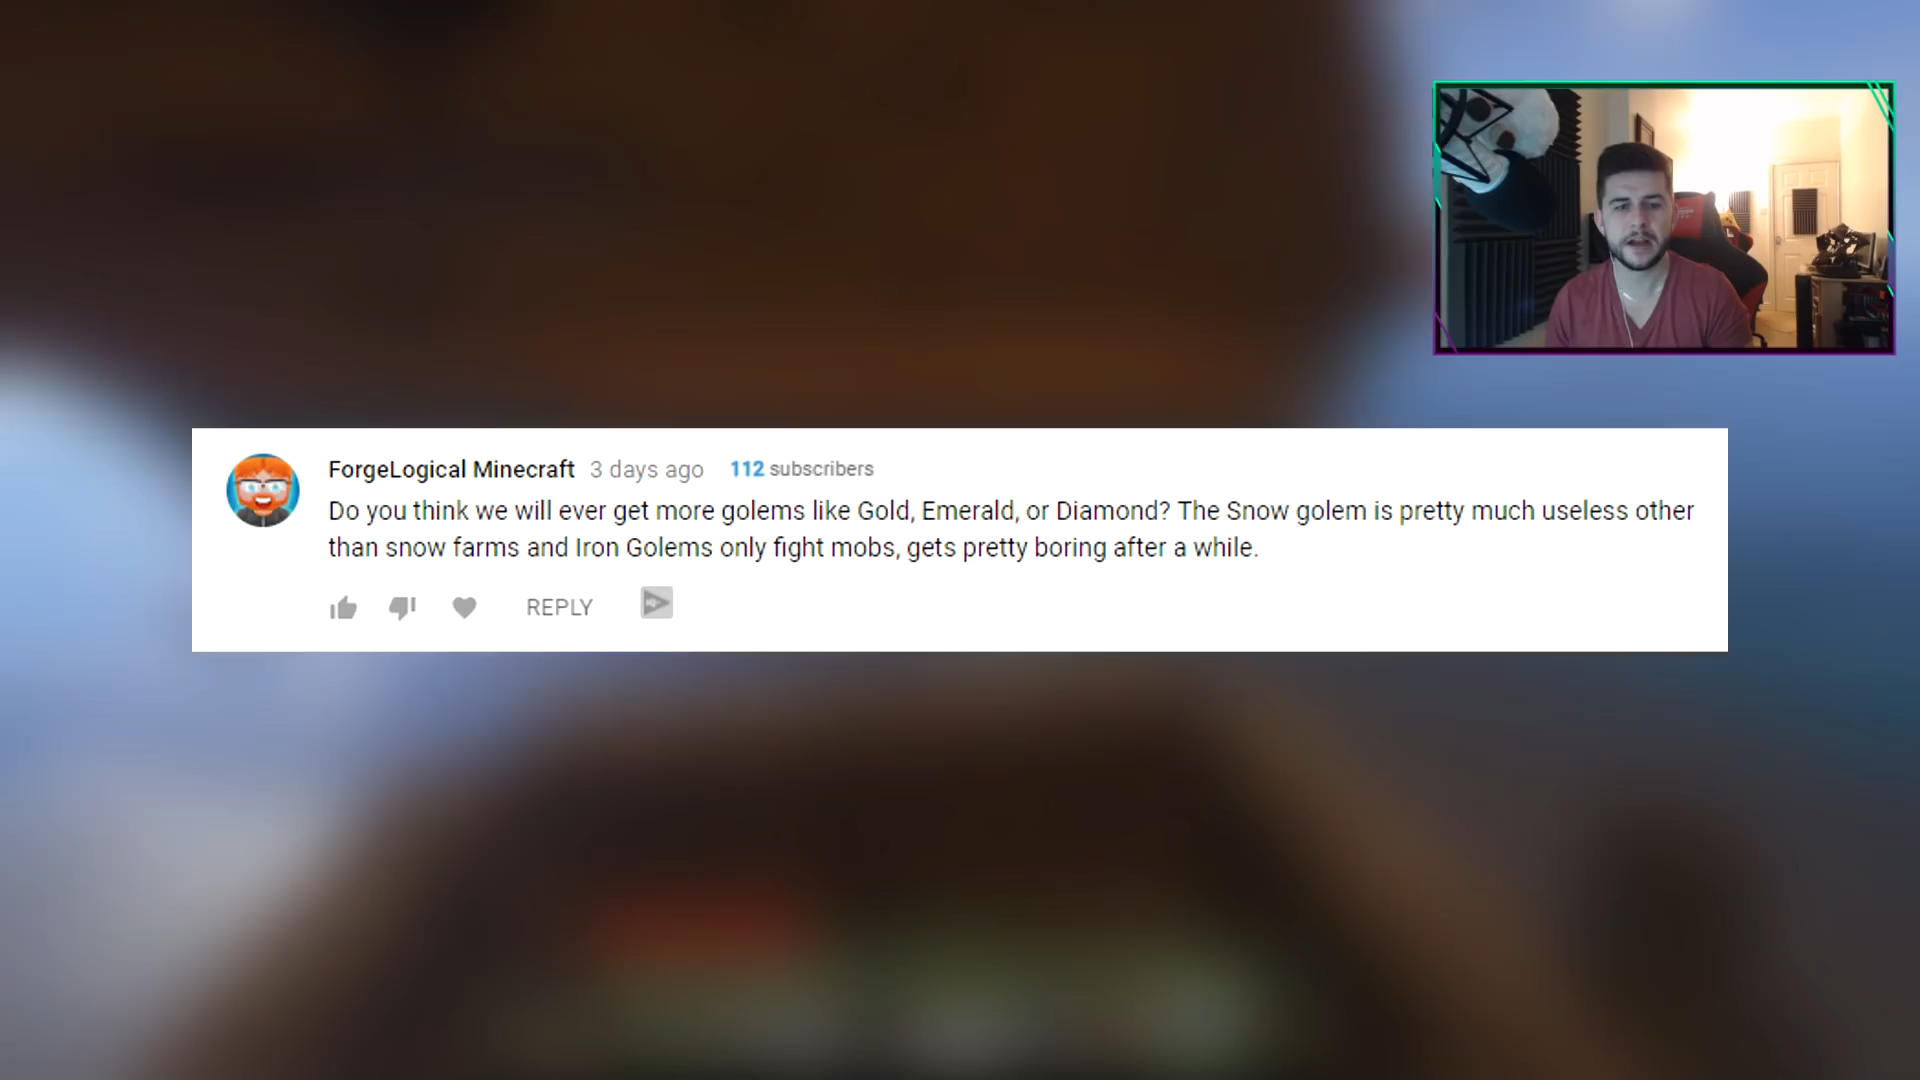 ForgeLogical Minecraft 3 days ago 112 subscribers
Do you think we will ever get more golems like Gold, Emerald, or Diamond? The Snow golem is pretty much useless other
than snow farms and Iron Golems only fight mobs, gets pretty boring after a while.
REPLY